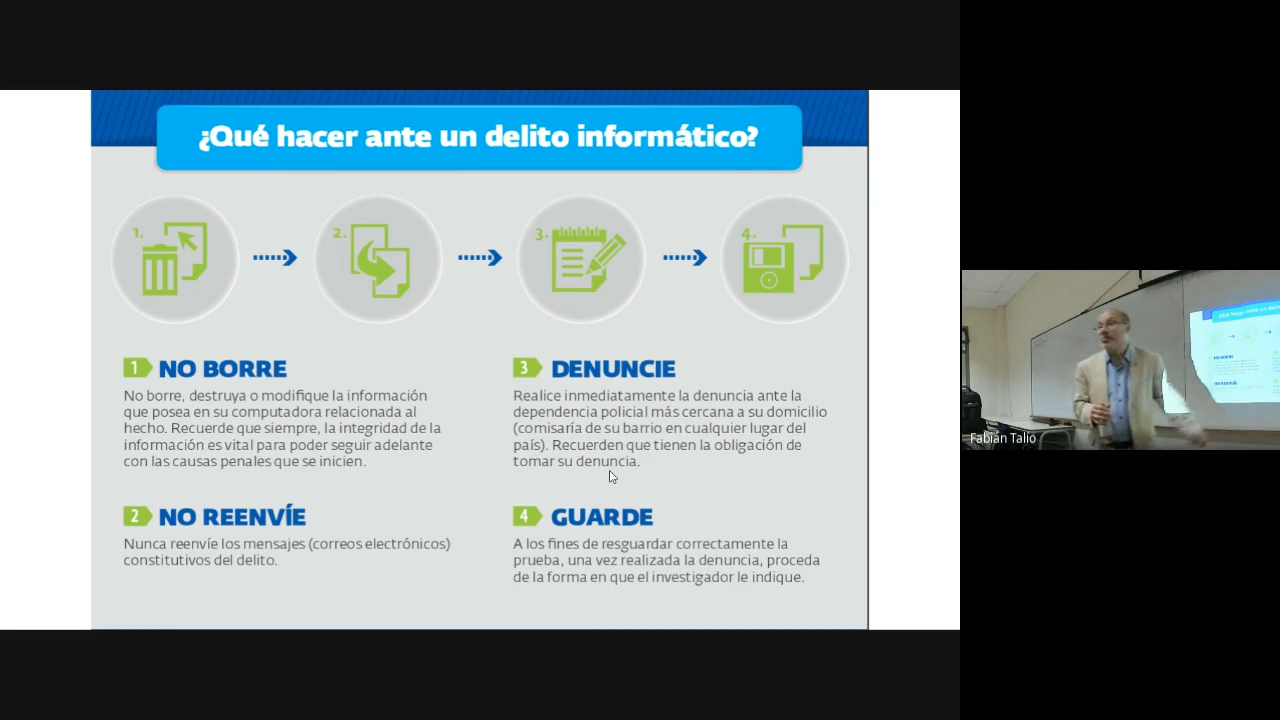 ¿Qué hacer ante un delito informático?
1.
2.
3.
4.
1 NO BORRE
No borre, destruya o modifique la información
que posea en su computadora relacionada al
hecho. Recuerde que siempre, la integridad de la
información es vital para poder seguir adelante
con las causas penales que se inicien.
2 NO REENVÍE
Nunca reenvíe los mensajes (correos electrónicos)
constitutivos del delito.
3 DENUNCIE
Realice inmediatamente la denuncia ante la
dependencia policial más cercana a su domicilio
(comisaría de su barrio en cualquier lugar del
país). Recuerden que tienen la obligación de
tomar su denuncia.
4 GUARDE
A los fines de resguardar correctamente la
prueba, una vez realizada la denuncia, proceda
de la forma en que el investigador le indique.
Fabián Talio